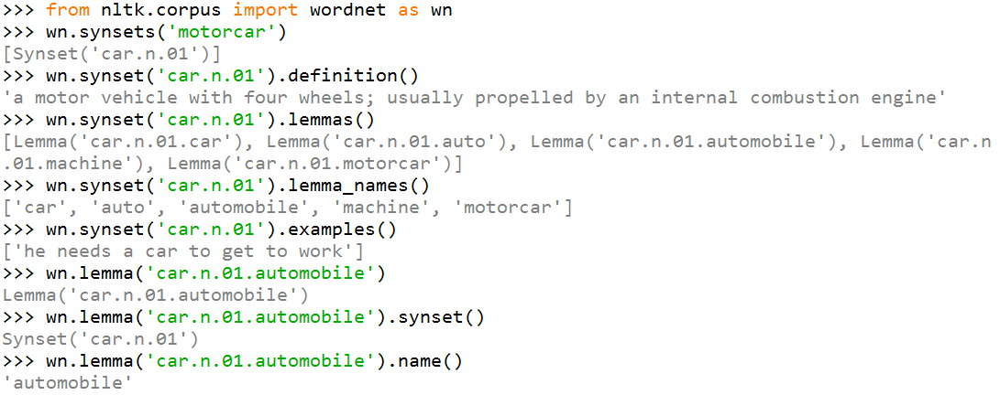 >>> from nltk.corpus import wordnet as wn
>>> wn.synsets('motorcar')
[Synset('car.n.01')]
>>> wn.synset('car.n.01').definition()
'a motor vehicle with four wheels; usually propelled by an internal combustion engine'
>>> wn.synset('car.n.01').lemmas()
[Lemma('car.n.01.car'), Lemma('car.n.01.auto'), Lemma('car.n.01.automobile'), Lemma('car.n
.01.machine'), Lemma('car.n.01.motorcar')]
>>> wn.synset('car.n.01').lemma_names()
['car', 'auto', 'automobile', 'machine', 'motorcar']
>>> wn.synset('car.n.01').examples()
['he needs a car to get to work']
>>> wn.lemma('car.n.01.automobile')
Lemma('car.n.01.automobile')
>>> wn.lemma('car.n.01.automobile').synset()
Synset('car.n.01')
>>> wn.lemma('car.n.01.automobile').name()
'automobile'